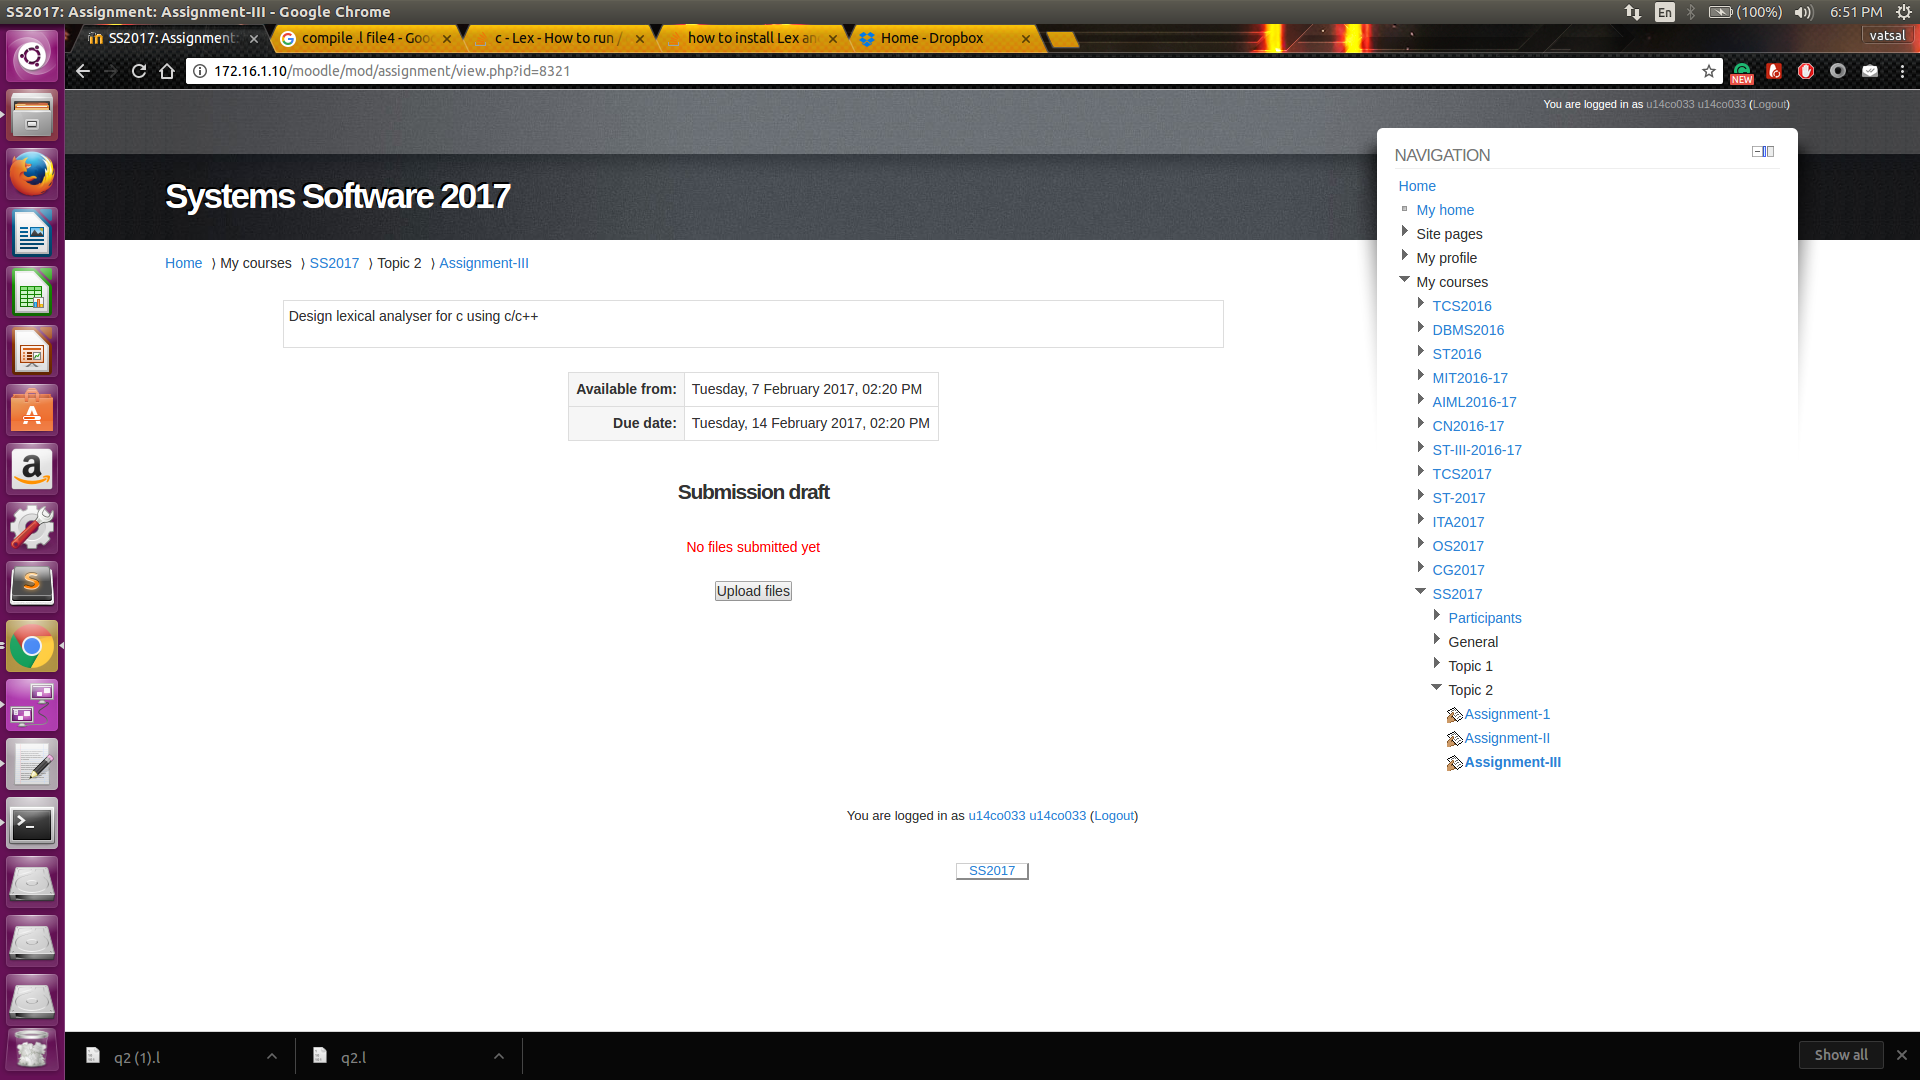 SS2017: Assignment: Assignment-III - Google Chrome
En
(100%)
6:51 PM
SS2017: Assignment:
compile .l file4 - Goo
c - Lex - How to run /
how to install Lex an
Home - Dropbox
vatsal
172.16.1.10/moodle/mod/assignment/view.php?id=8321
NEW
You are logged in as u14co033 u14co033 (Logout)
Systems Software 2017
Home ⟩ My courses ⟩ SS2017 ⟩ Topic 2 ⟩ Assignment-III
Design lexical analyser for c using c/c++
Available from: Tuesday, 7 February 2017, 02:20 PM
Due date: Tuesday, 14 February 2017, 02:20 PM
Submission draft
No files submitted yet
Upload files
NAVIGATION
Home
My home
Site pages
My profile
My courses
TCS2016
DBMS2016
ST2016
MIT2016-17
AIML2016-17
CN2016-17
ST-III-2016-17
TCS2017
ST-2017
ITA2017
OS2017
CG2017
SS2017
Participants
General
Topic 1
Topic 2
Assignment-1
Assignment-II
Assignment-III
You are logged in as u14co033 u14co033 (Logout)
SS2017
q2 (1).l
q2.l
Show all